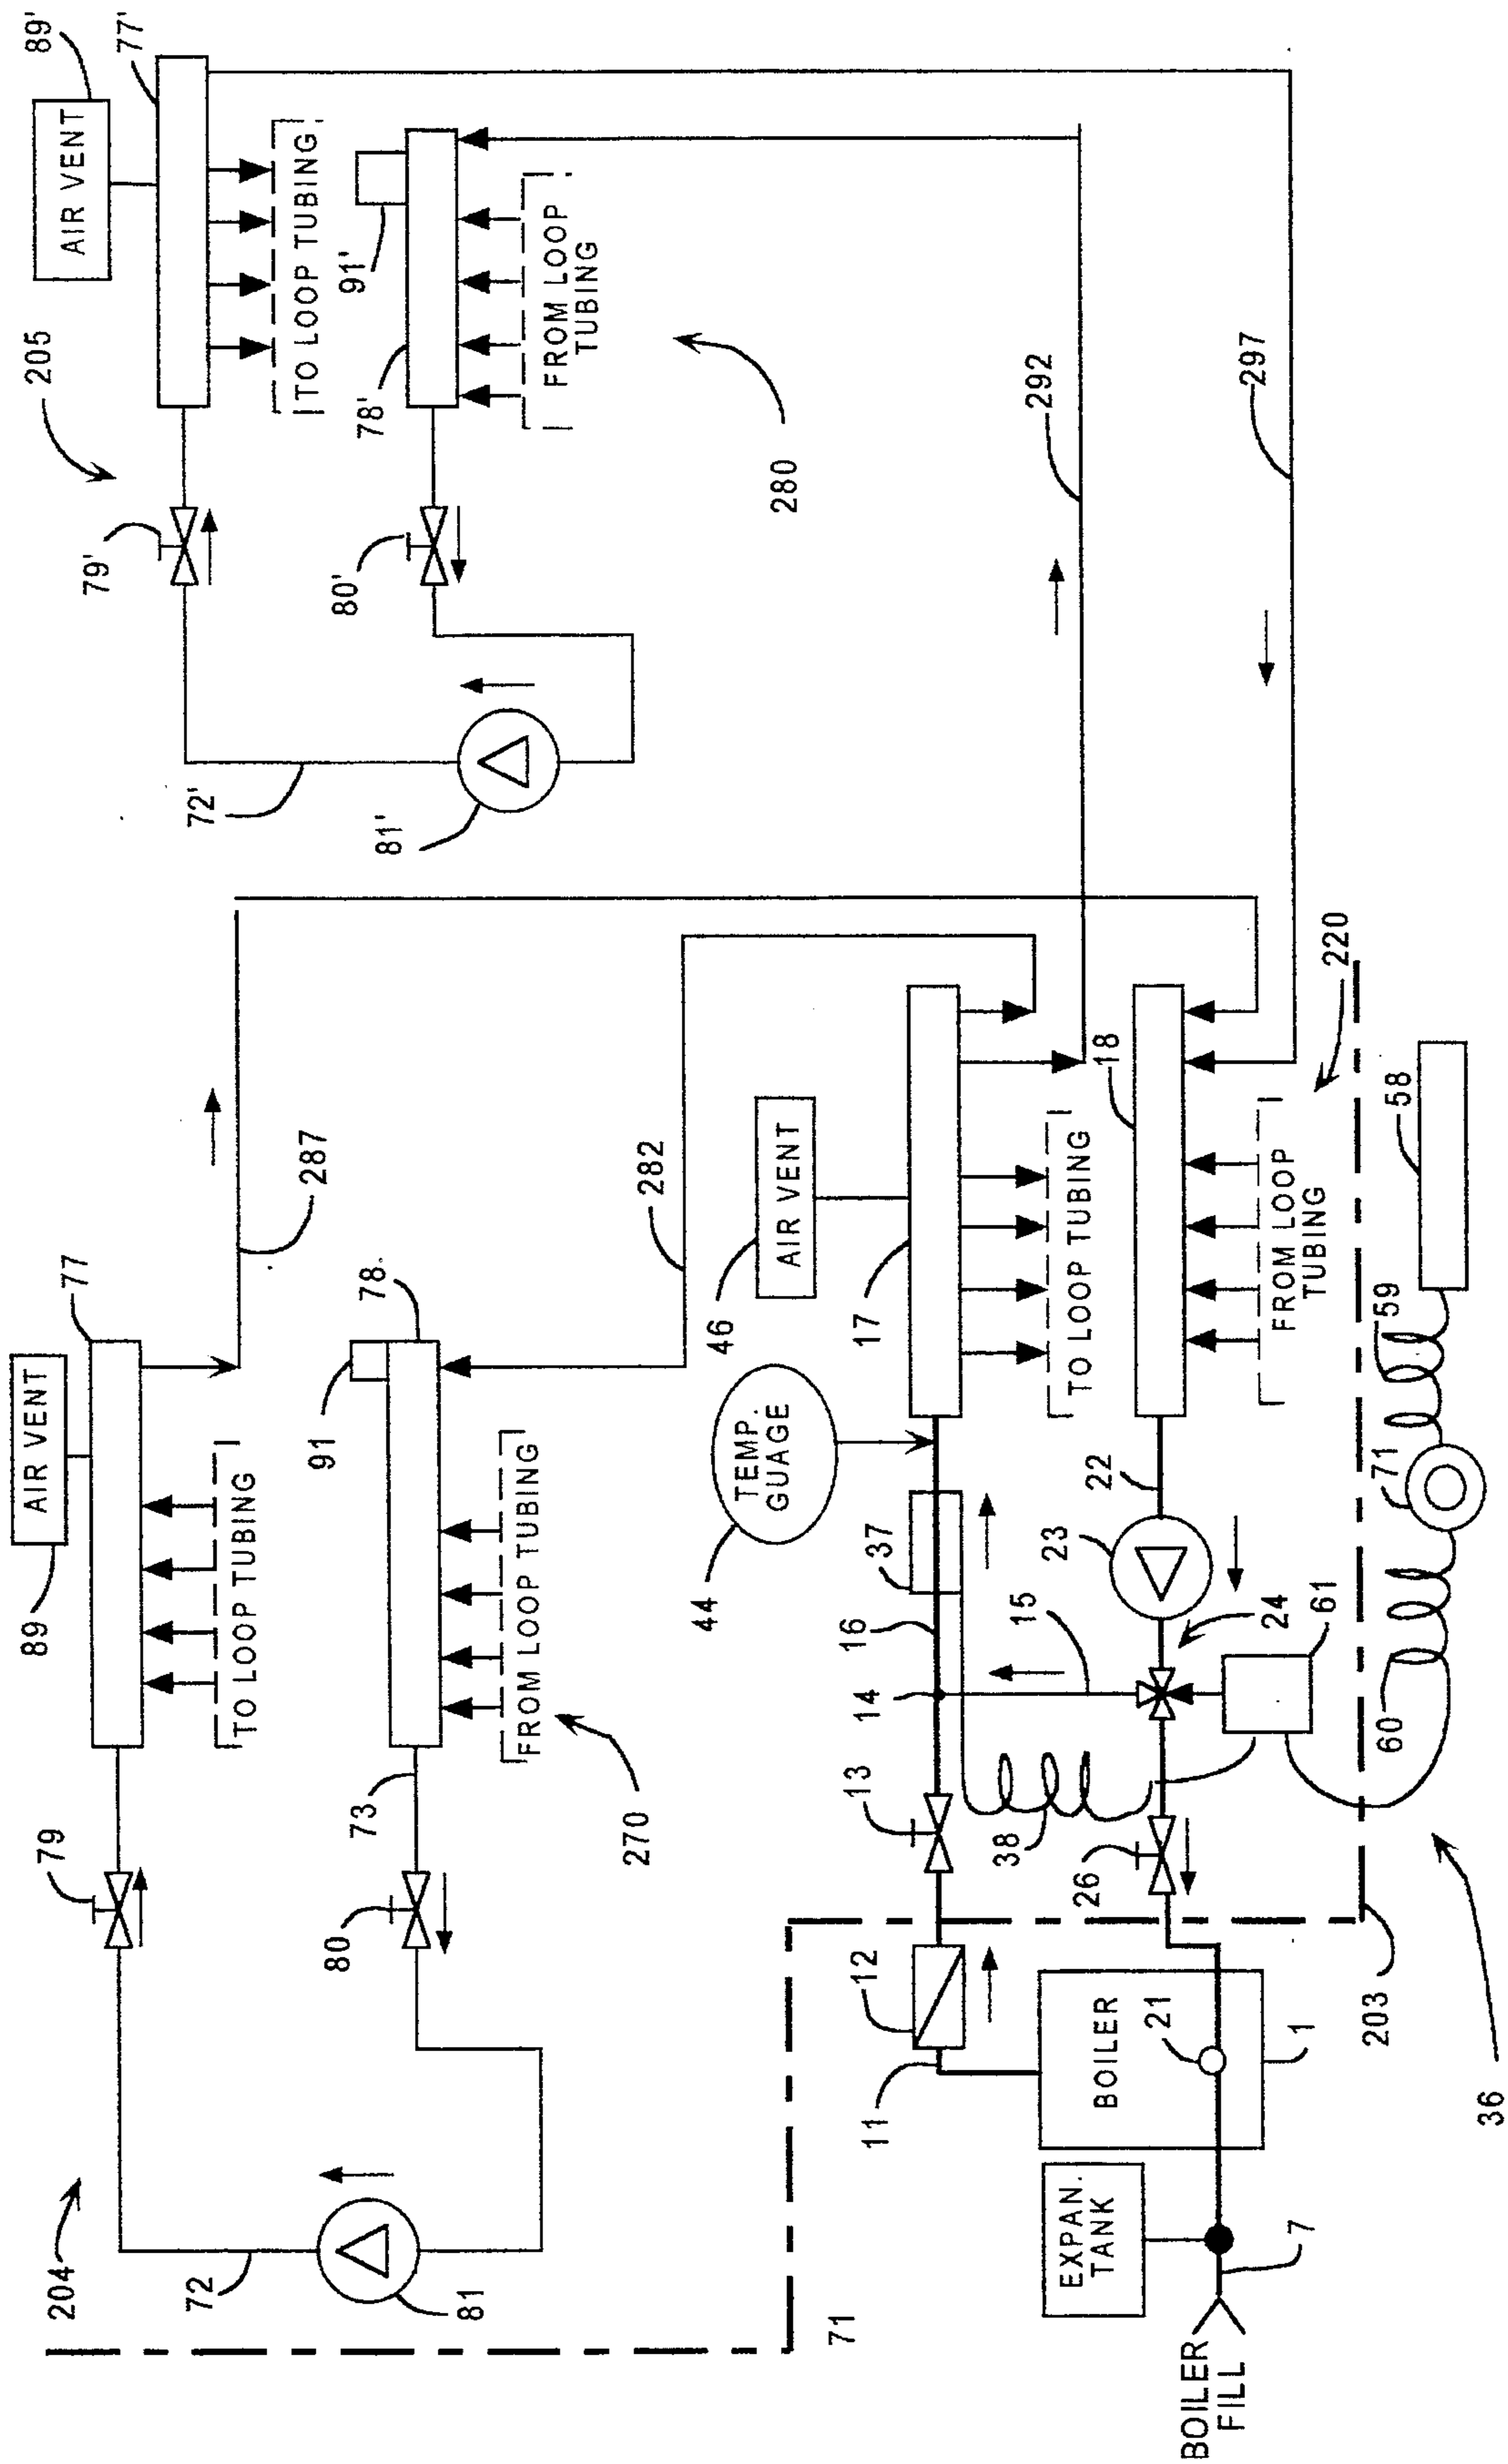 204
72
81
79
80
73
89
AIR VENT
77
TO LOOP TUBING
91
78
FROM LOOP TUBING
270
287
282
205
72'
81'
79'
80'
AIR VENT
89'
77'
TO LOOP TUBING
91'
78'
FROM LOOP
TUBING
280
292
297
71
BOILER
FILL
7
EXPAN.
TANK
BOILER
21
1
11
12
203
13
14
16
37
38
26
15
24
61
44
TEMP.
GUAGE
46
AIR VENT
17
TO LOOP TUBING
23
22
18
FROM LOOP
TUBING
220
36
60
71
59
58